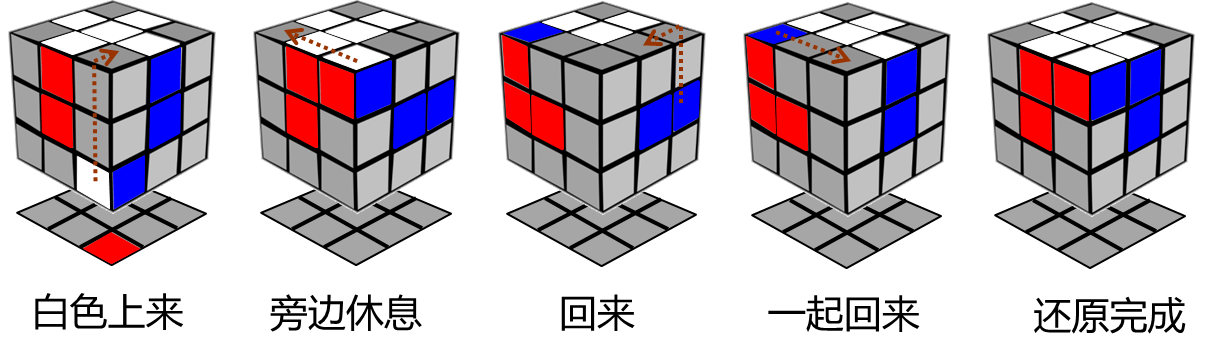 白色上来
旁边休息
回来
一起回来
还原完成